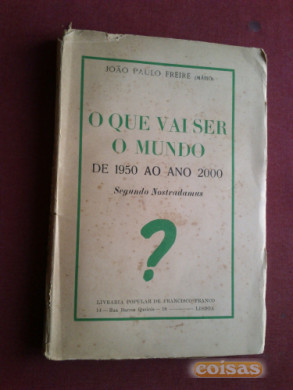 JOÃO PAULO FREIRE (MÁRIO)
O QUE VAI SER
O MUNDO
DE 1950 AO ANO 2000
Segundo Nostradamus
?
LIVRARIA POPULAR DE FRANCISCO FRANCO
LISBOA
coisas